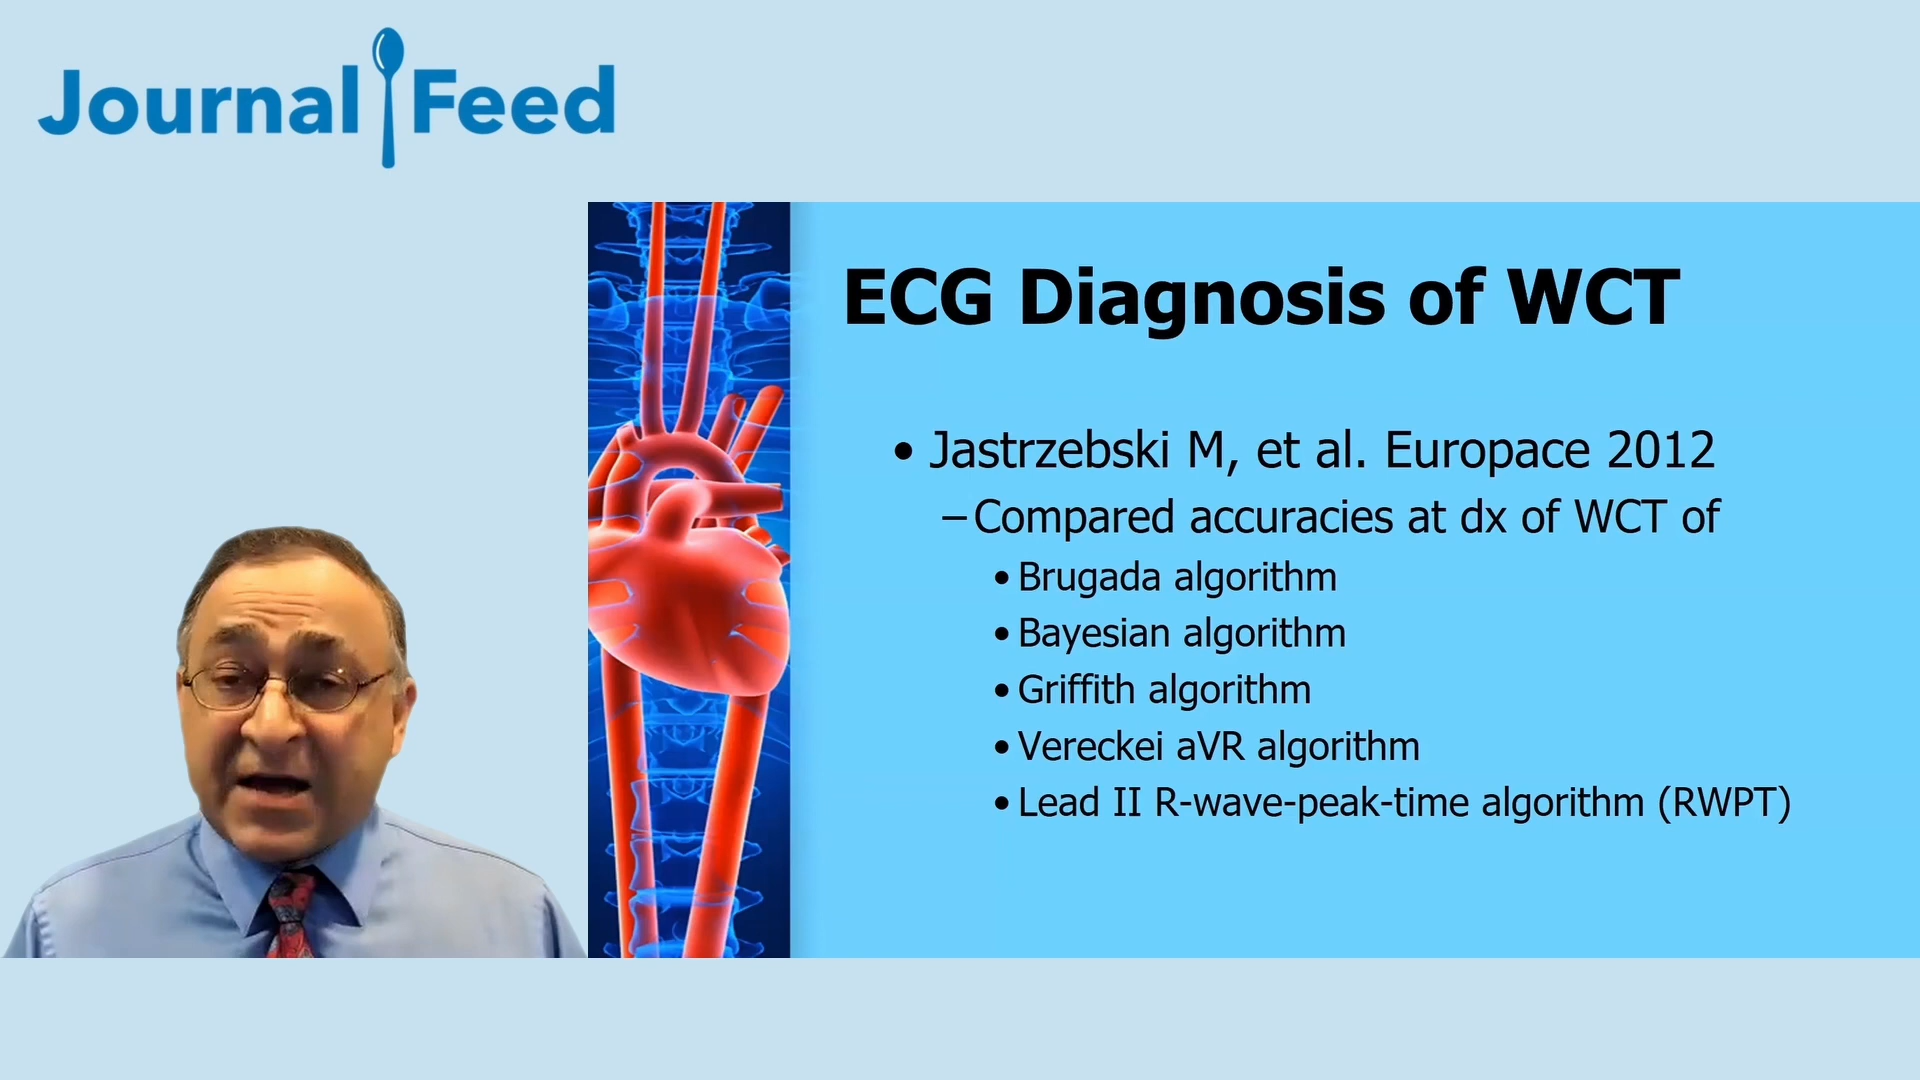 Journal Feed
ECG Diagnosis of WCT
• Jastrzebski M, et al. Europace 2012
– Compared accuracies at dx of WCT of
• Brugada algorithm
• Bayesian algorithm
• Griffith algorithm
• Vereckei aVR algorithm
• Lead II R-wave-peak-time algorithm (RWPT)